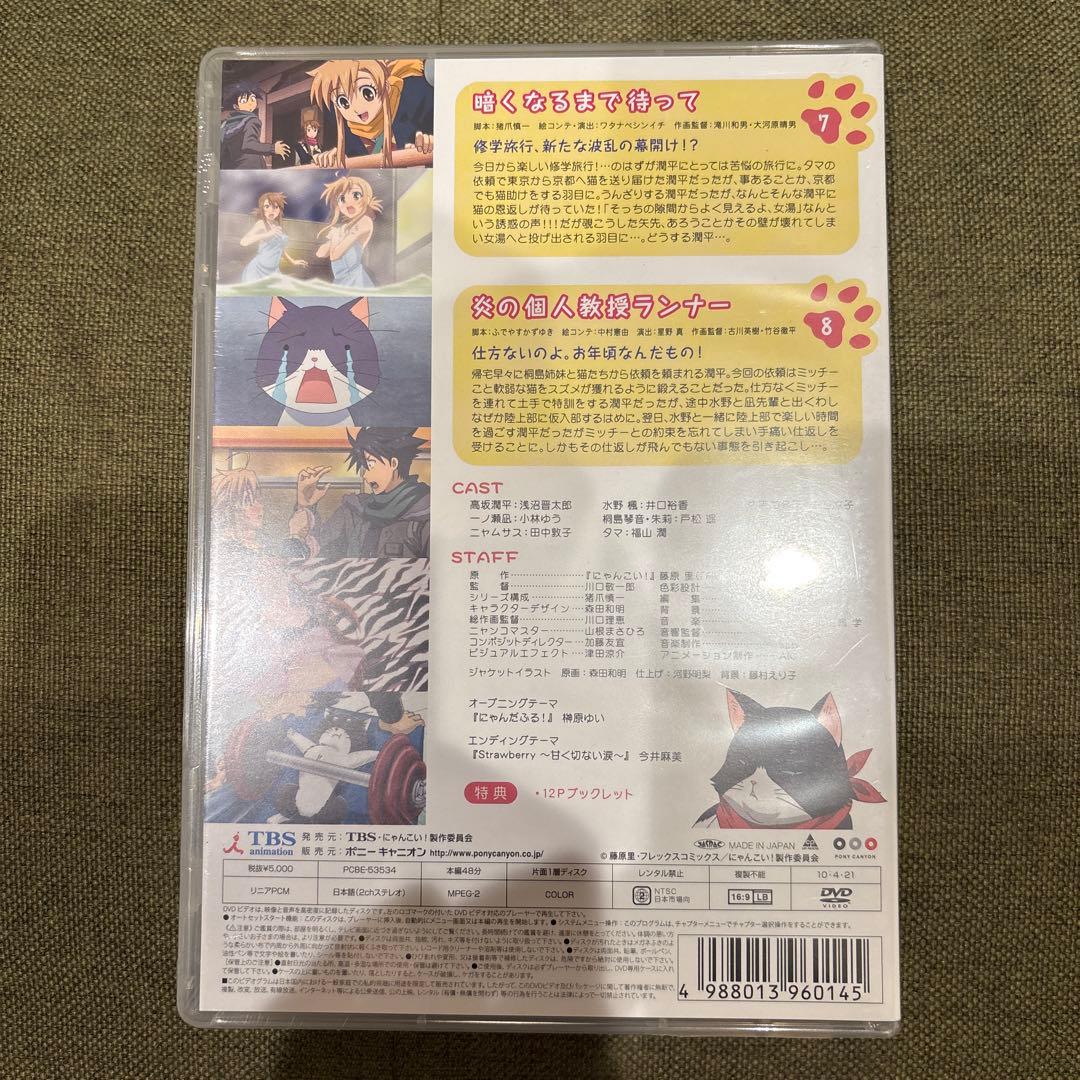 暗くなるまで待って
7
脚本：猪爪慎一 絵コンテ・演出：ワタナベシンイチ 作画監督：滝川和男・大河原晴男
修学旅行、新たな波乱の幕開け！？
今日から楽しい修学旅行！…のはずが潤平にとっては苦悩の旅行に。タマ
の依頼で東京から京都へ猫を送り届けた潤平だったが、事あることか、京都
でも猫助けをする羽目に。うんざりする潤平だったが、なんとそんな潤平に
猫の恩返しが待っていた！「そっちの隙間からよく見えるよ、女湯」なんと
いう誘惑の声！！！だが覗こうした矢先、あろうことかその壁が壊れてしま
い女湯へと投げ出される羽目に…。どうする潤平…。
炎の個人教授ランナー
8
脚本：ふでやすかずゆき 絵コンテ：中村憲由 演出：星野 真 作画監督：古川英樹・竹谷徹平
仕方ないのよ。お年頃なんだもの！
帰宅早々に桐島姉妹と猫たちから依頼を頼まれる潤平。今回の依頼はミッチー
こと軟弱な猫をスズメが獲れるように鍛えることだった。仕方なくミッチー
を連れて土手で特訓をする潤平だったが、途中水野と凪先輩と出くわし
なぜか陸上部に仮入部するはめに。翌日、水野と一緒に陸上部で楽しい時間
を過ごす潤平だったがミッチーとの約束を忘れてしまい手痛い仕返しを
受けることに。しかもその仕返しが飛んでもない事態を引き起こし…。
CAST
高坂潤平：浅沼晋太郎 水野 楓：井口裕香
一ノ瀬凪：小林ゆう 桐島琴音・朱莉：戸松 遥
ニャムサス：田中敦子 タマ：福山 潤
STAFF
原 作…………『にゃんこい！』藤原 里
監 督…………川口敬一郎 色彩設計
シリーズ構成…………猪爪慎一 編 集
キャラクターデザイン…森田和明 背 景
総作画監督…………川口理恵 音 楽
ニャンコマスター………山根まさひろ 音響監督
コンポジットディレクター…加藤友宜 音楽制作
ビジュアルエフェクト……津田涼介 アニメーション制作……AIC
ジャケットイラスト 原画：森田和明 仕上げ：河野明梨 背景：藤村えり子
オープニングテーマ
『にゃんだふる！』 榊原ゆい
エンディングテーマ
『Strawberry ～甘く切ない涙～』 今井麻美
特典 ・12Pブックレット
TBS animation
発売元：TBS・にゃんこい！製作委員会
販売元：ポニーキャニオン http://www.ponycanyon.co.jp/
MADE IN JAPAN
PONY CANYON
© 藤原里・フレックスコミックス／にゃんこい！製作委員会
税抜¥5,000 PCBE-53534 本編48分 片面1層ディスク レンタル禁止 複製不能 10・4・21
リニアPCM 日本語(2chステレオ) MPEG-2 COLOR 2 NTSC 日本市場向 16:9 LB DVD VIDEO
4 988013 960145